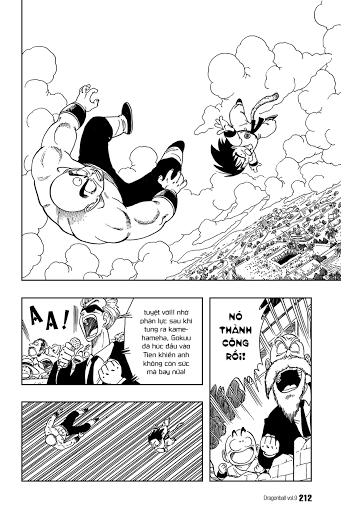 AA!
tuyệt vời!! nhờ
phản lực sau khi
tung ra kame-
hameha, Gokuu
đã húc đầu vào
Tien khiến anh
không còn sức
mà bay nữa!
NÓ
THÀNH
CÔNG
RỒI!
Dragonball vol.9 212